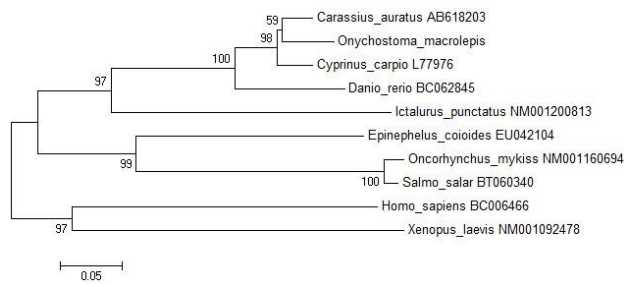 59
Carassius_auratus AB618203
98
Onychostoma_macrolepis
100
Cyprinus_carpio L77976
97
Danio_rerio BC062845
Ictalurus_punctatus NM001200813
Epinephelus_coioides EU042104
99
Oncorhynchus_mykiss NM001160694
100
Salmo_salar BT060340
Homo_sapiens BC006466
97
Xenopus_laevis NM001092478
0.05